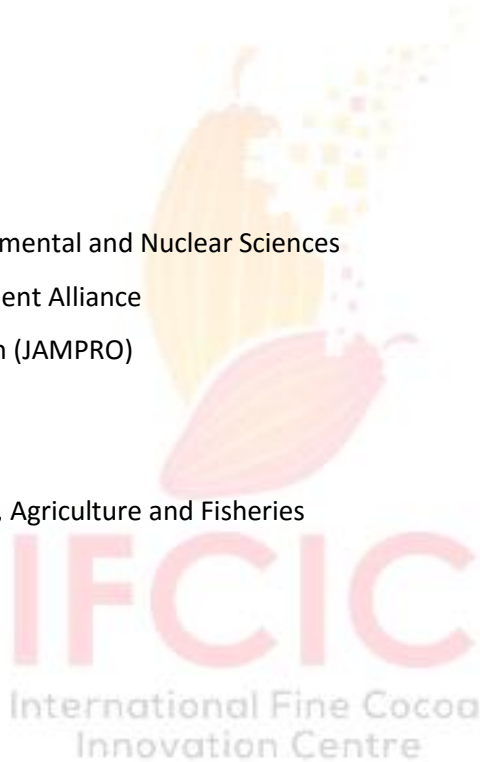 mental and Nuclear Sciences
ent Alliance
n (JAMPRO)
, Agriculture and Fisheries
IFCIC
International Fine Cocoa
Innovation Centre